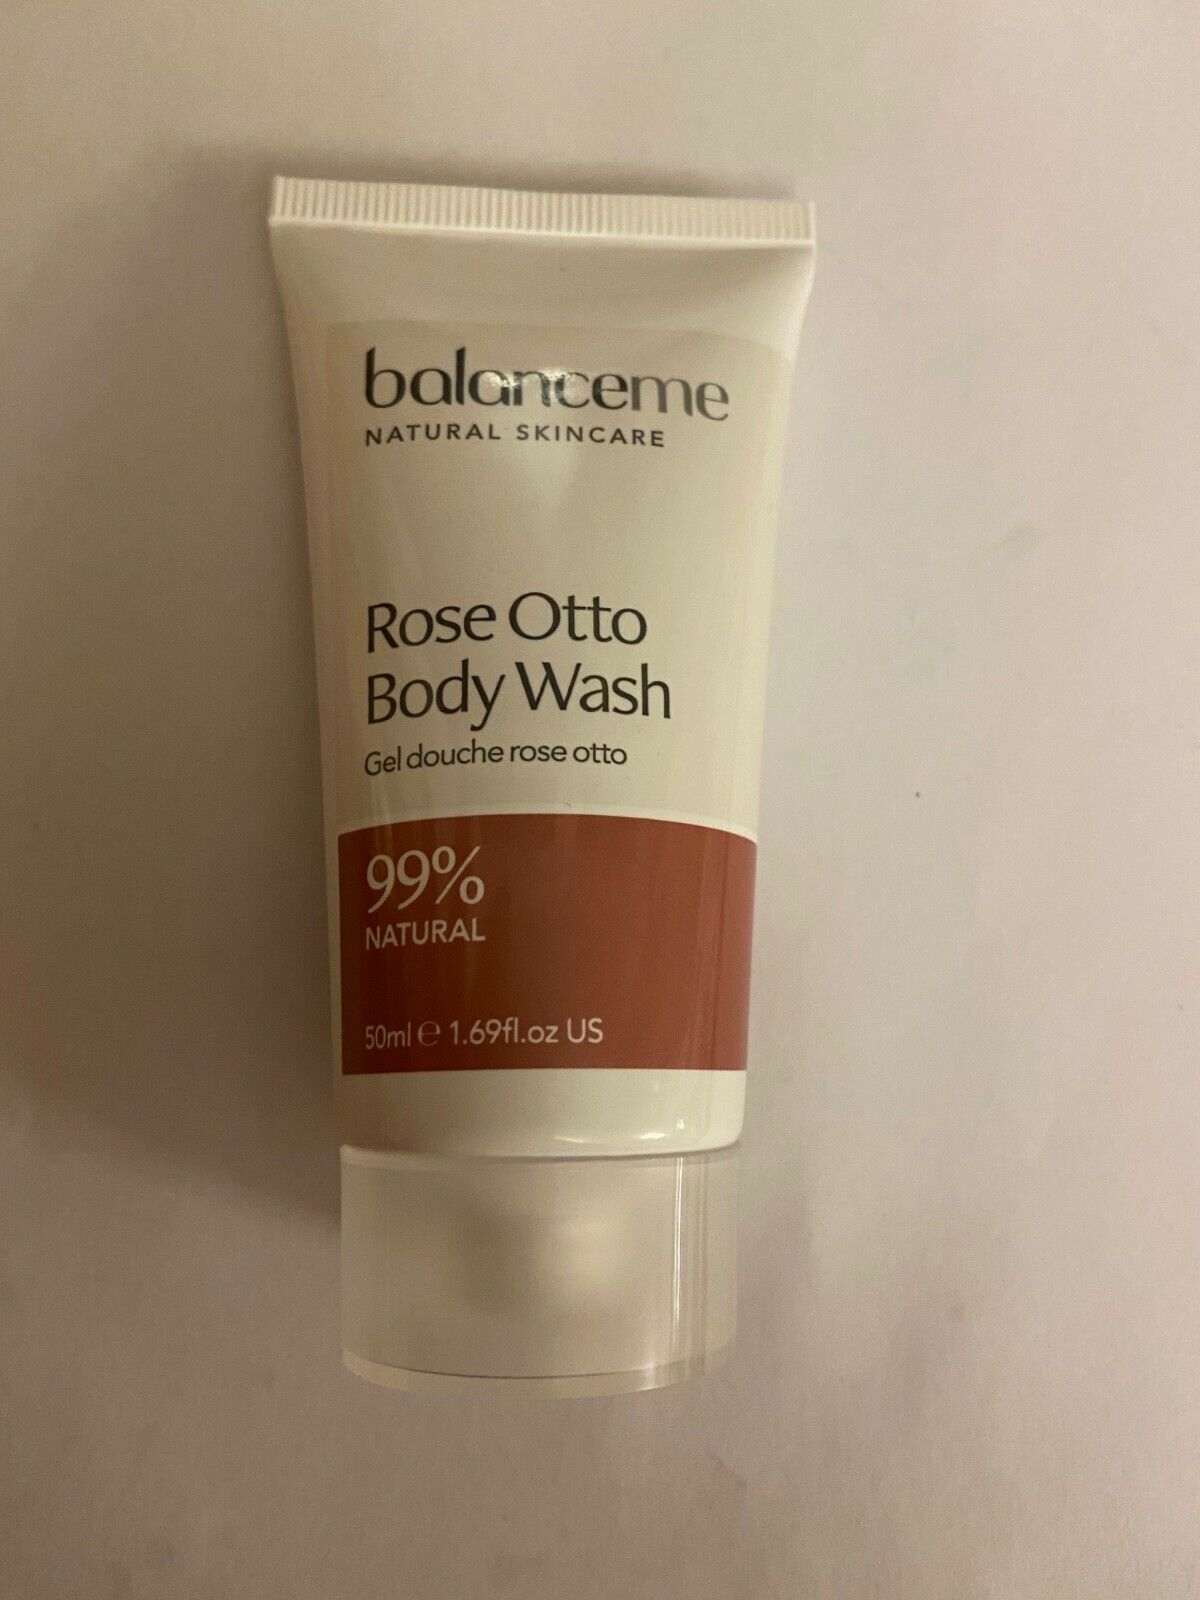 balanceme
NATURAL SKINCARE
Rose Otto
Body Wash
Gel douche rose otto
99%
NATURAL
50ml ℮ 1.69fl.oz US